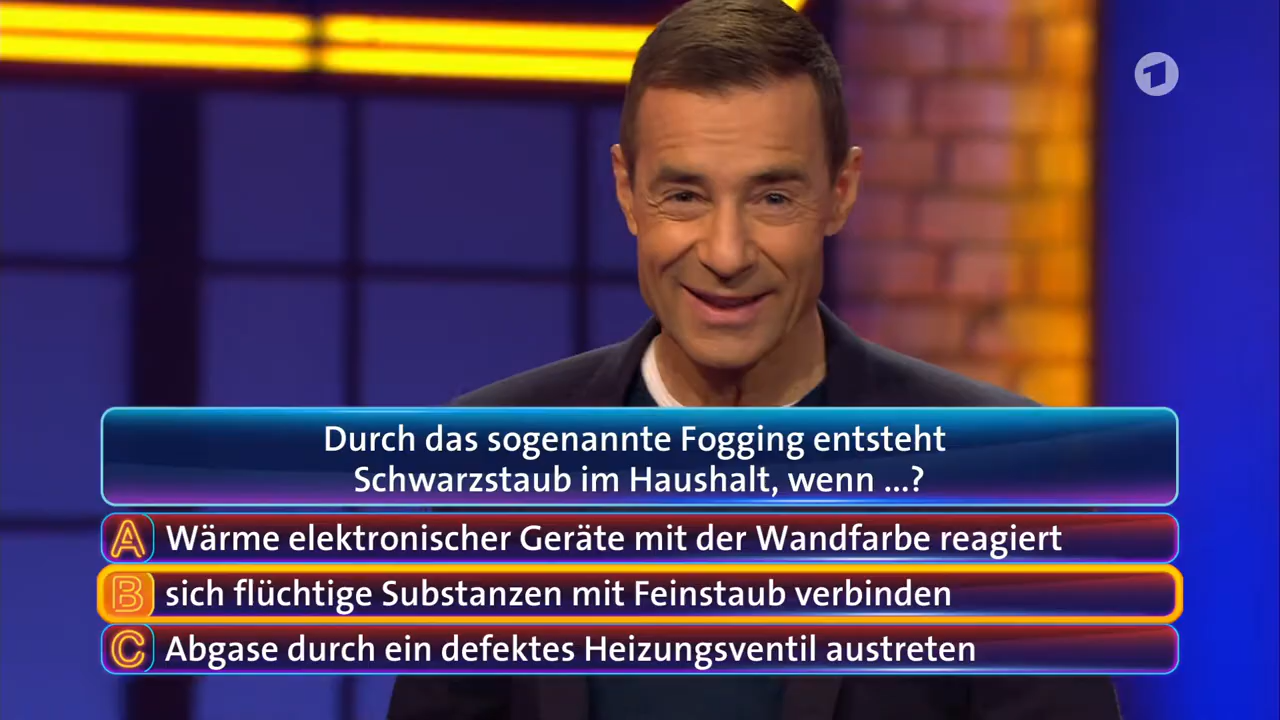 1
Durch das sogenannte Fogging entsteht
Schwarzstaub im Haushalt, wenn ...?
A Wärme elektronischer Geräte mit der Wandfarbe reagiert
B sich flüchtige Substanzen mit Feinstaub verbinden
C Abgase durch ein defektes Heizungsventil austreten